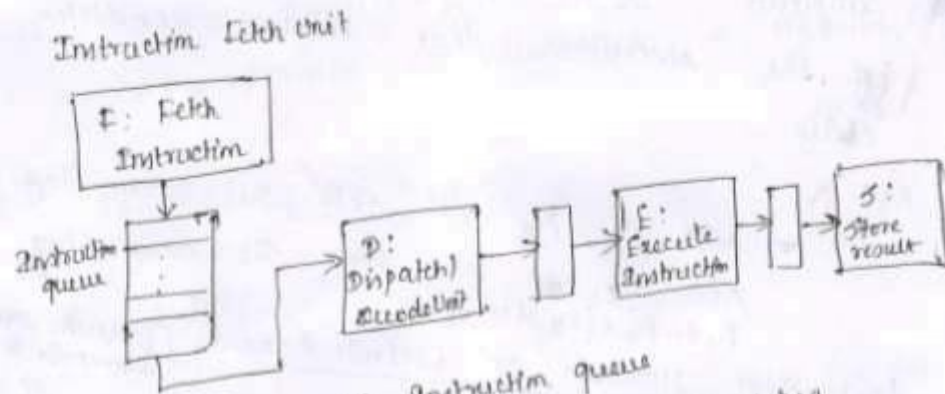 Instruction Fetch Unit
F: Fetch
Instruction
Instruction
queue
D:
Dispatch/
Decode Unit
E:
Execute
Instruction
S:
Store
result
Instruction queue